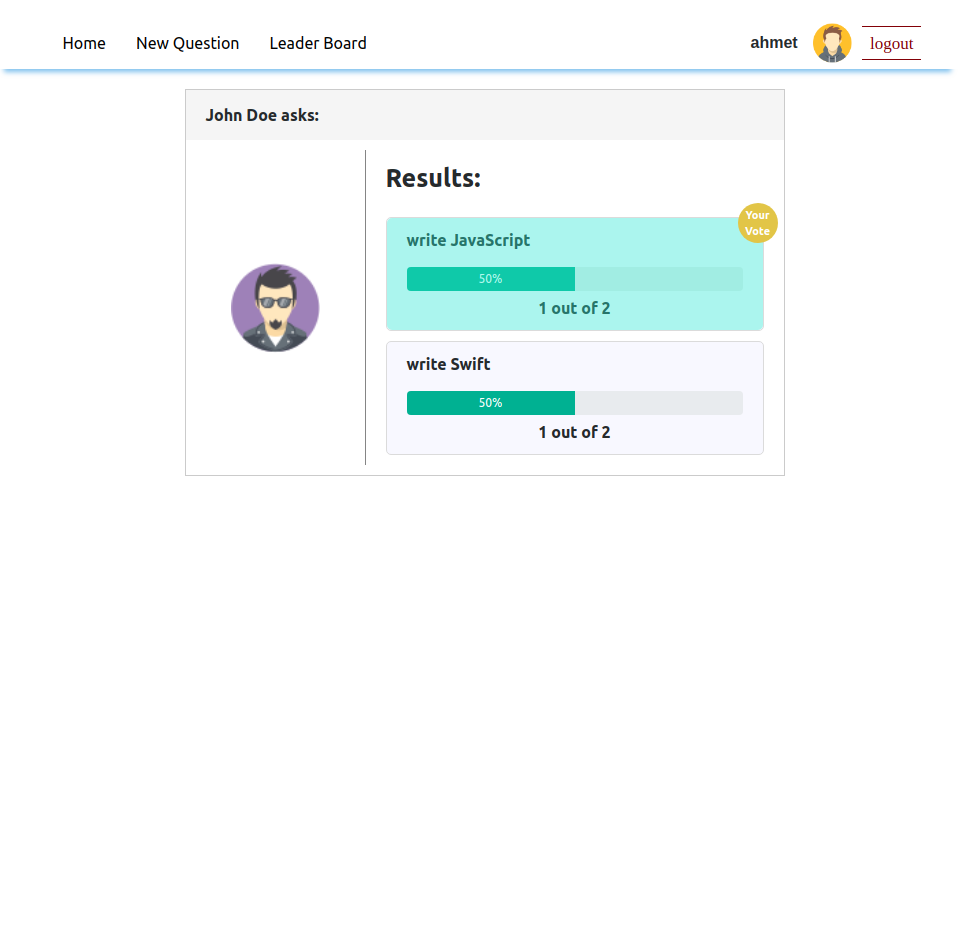 Home New Question Leader Board ahmet logout
John Doe asks:
Results:
Your
Vote
write JavaScript
50%
1 out of 2
write Swift
50%
1 out of 2